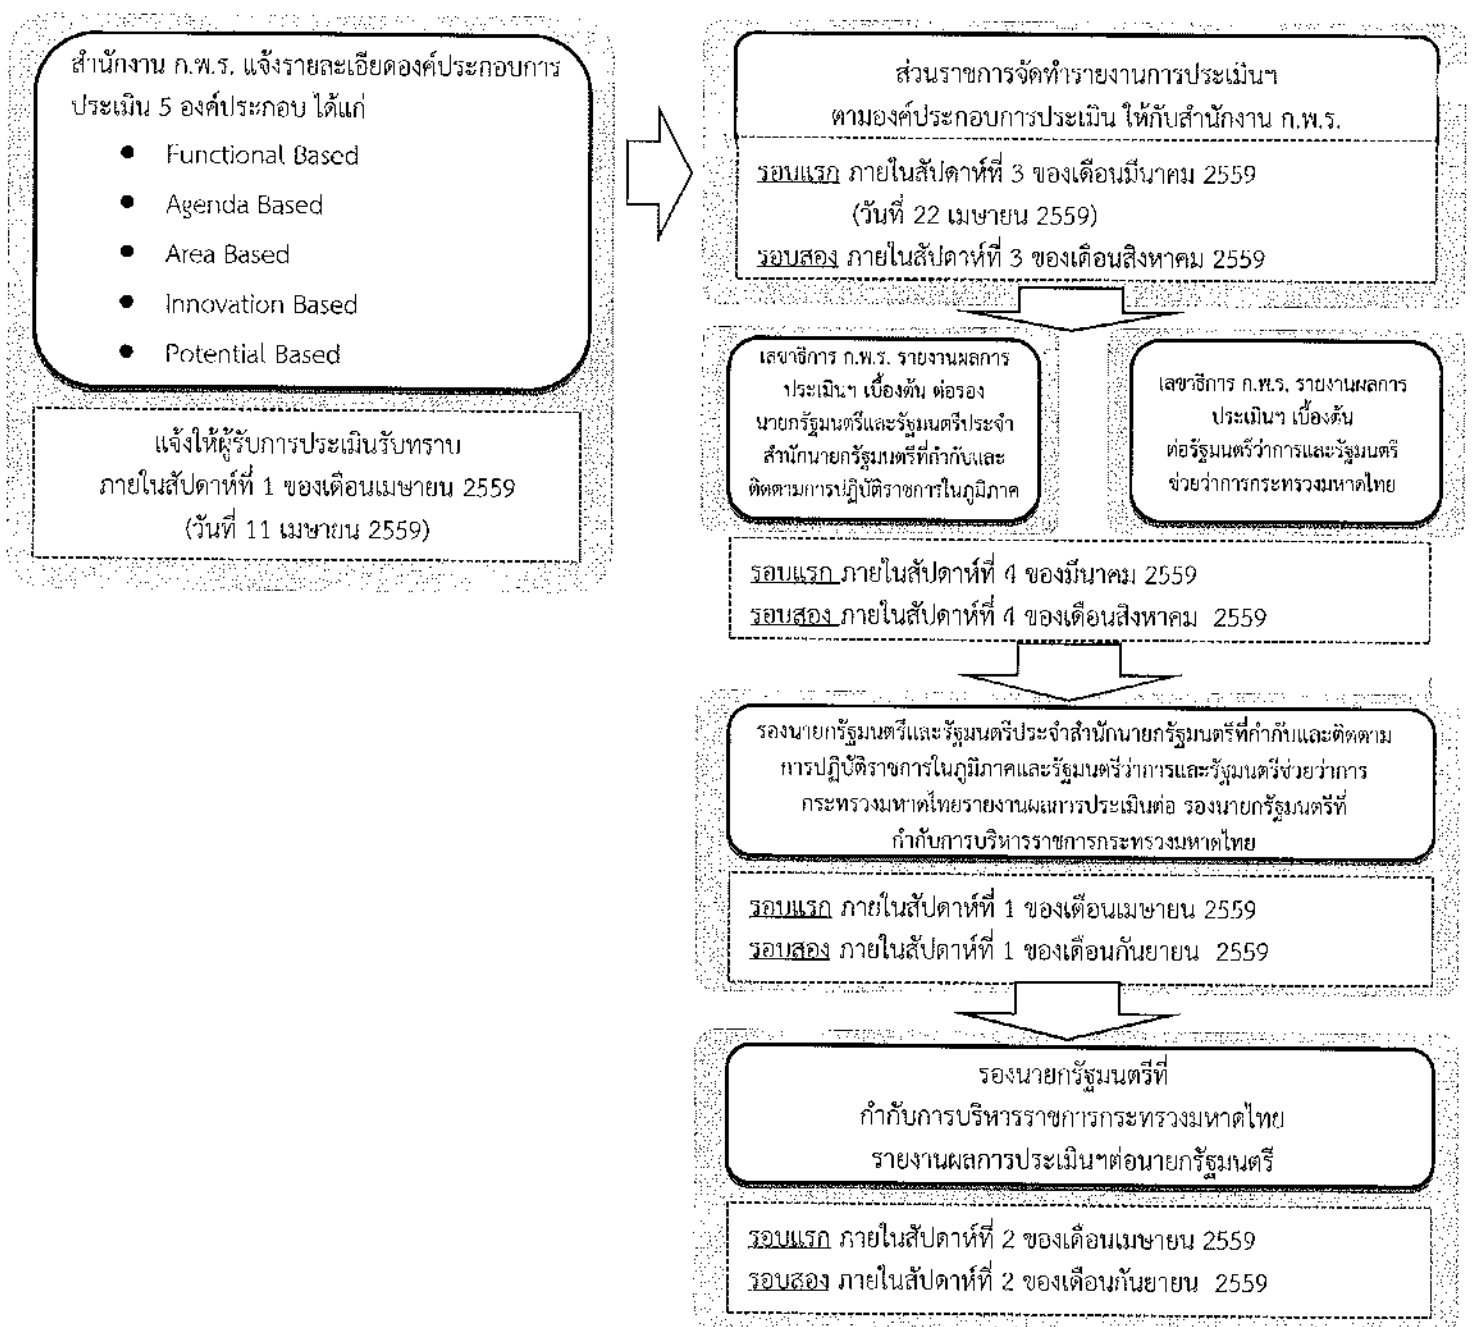 สำนักงาน ก.พ.ร. แจ้งรายละเอียดองค์ประกอบการ
ประเมิน 5 องค์ประกอบ ได้แก่
● Functional Based
● Agenda Based
● Area Based
● Innovation Based
● Potential Based
แจ้งให้ผู้รับการประเมินรับทราบ
ภายในสัปดาห์ที่ 1 ของเดือนเมษายน 2559
(วันที่ 11 เมษายน 2559)
ส่วนราชการจัดทำรายงานการประเมินฯ
ตามองค์ประกอบการประเมิน ให้กับสำนักงาน ก.พ.ร.
รอบแรก ภายในสัปดาห์ที่ 3 ของเดือนมีนาคม 2559
(วันที่ 22 เมษายน 2559)
รอบสอง ภายในสัปดาห์ที่ 3 ของเดือนสิงหาคม 2559
เลขาธิการ ก.พ.ร. รายงานผลการ
ประเมินฯ เบื้องต้น ต่อรอง
นายกรัฐมนตรีและรัฐมนตรีประจำ
สำนักนายกรัฐมนตรีที่กำกับและ
ติดตามการปฏิบัติราชการในภูมิภาค
เลขาธิการ ก.พ.ร. รายงานผลการ
ประเมินฯ เบื้องต้น
ต่อรัฐมนตรีว่าการและรัฐมนตรี
ช่วยว่าการกระทรวงมหาดไทย
รอบแรก ภายในสัปดาห์ที่ 4 ของมีนาคม 2559
รอบสอง ภายในสัปดาห์ที่ 4 ของเดือนสิงหาคม 2559
รองนายกรัฐมนตรีและรัฐมนตรีประจำสำนักนายกรัฐมนตรีที่กำกับและติดตาม
การปฏิบัติราชการในภูมิภาคและรัฐมนตรีว่าการและรัฐมนตรีช่วยว่าการ
กระทรวงมหาดไทยรายงานผลการประเมินต่อ รองนายกรัฐมนตรีที่
กำกับการบริหารราชการกระทรวงมหาดไทย
รอบแรก ภายในสัปดาห์ที่ 1 ของเดือนเมษายน 2559
รอบสอง ภายในสัปดาห์ที่ 1 ของเดือนกันยายน 2559
รองนายกรัฐมนตรีที่
กำกับการบริหารราชการกระทรวงมหาดไทย
รายงานผลการประเมินฯต่อนายกรัฐมนตรี
รอบแรก ภายในสัปดาห์ที่ 2 ของเดือนเมษายน 2559
รอบสอง ภายในสัปดาห์ที่ 2 ของเดือนกันยายน 2559